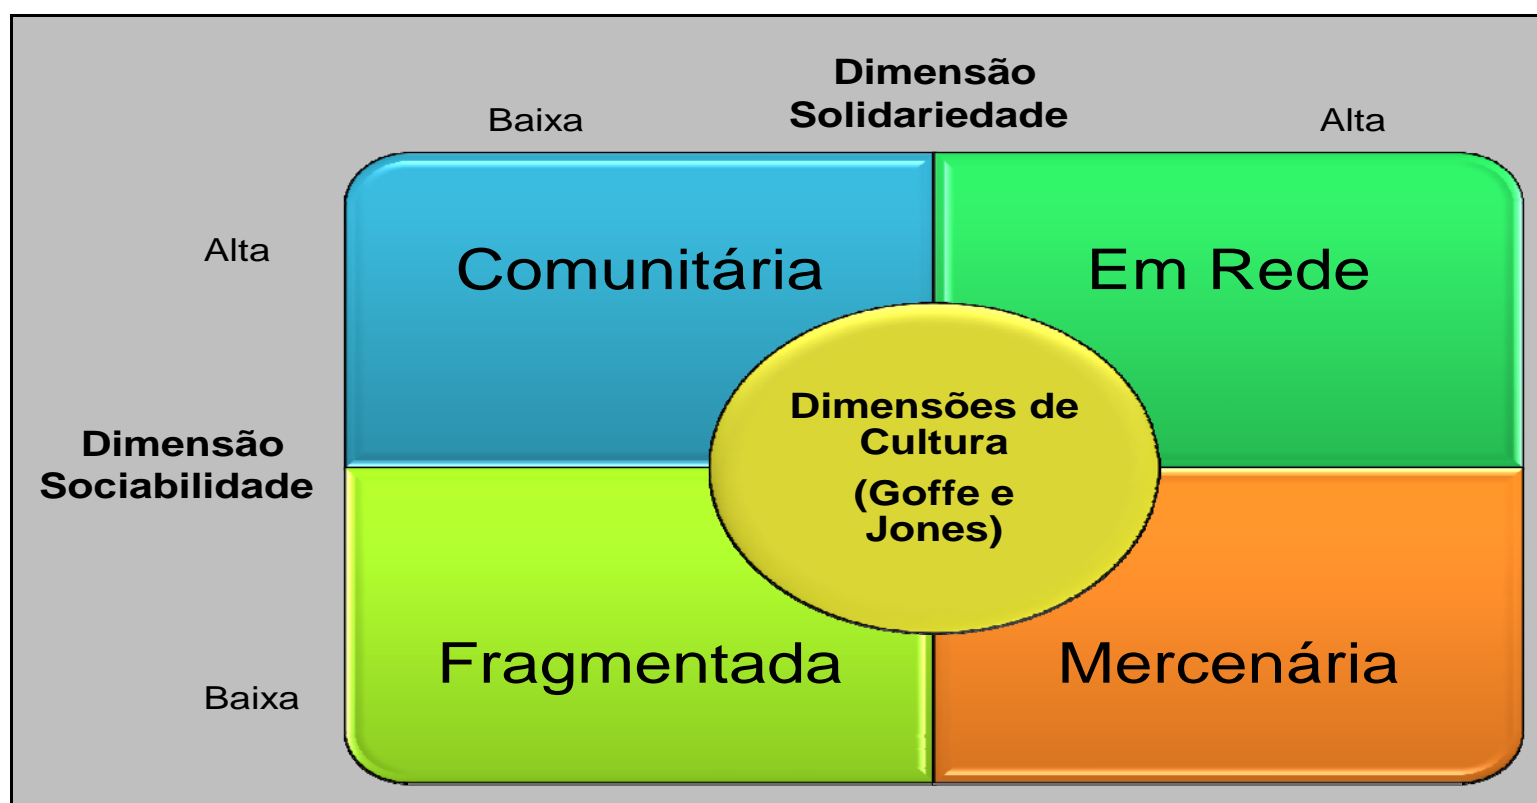 Dimensão
Solidariedade
Baixa
Alta
Alta
Comunitária
Em Rede
Dimensão
Sociabilidade
Dimensões de
Cultura
(Goffe e
Jones)
Baixa
Fragmentada
Mercenária